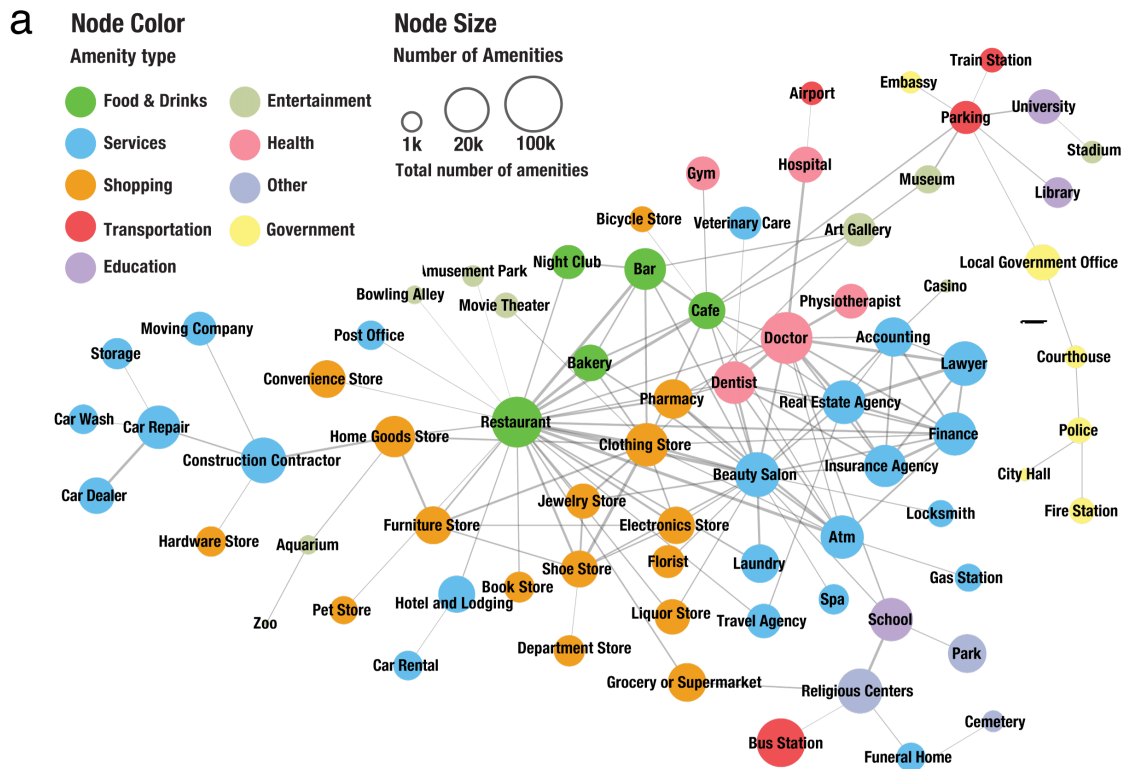 a
Node Color
Amenity type
Food & Drinks
Services
Shopping
Transportation
Education
Entertainment
Health
Other
Government
Node Size
Number of Amenities
1k
20k
100k
Total number of amenities
Train Station
Embassy
Airport
University
Parking
Stadium
Hospital
Gym
Museum
Library
Bicycle Store
Veterinary Care
Art Gallery
Night Club
Bar
Local Government Office
Amusement Park
Casino
Bowling Alley
Movie Theater
Cafe
Physiotherapist
Moving Company
Post Office
Doctor
Accounting
Storage
Bakery
Lawyer
Courthouse
Convenience Store
Dentist
Pharmacy
Real Estate Agency
Car Wash
Car Repair
Restaurant
Home Goods Store
Clothing Store
Finance
Police
Construction Contractor
Beauty Salon
Insurance Agency
City Hall
Car Dealer
Jewelry Store
Locksmith
Fire Station
Furniture Store
Electronics Store
Hardware Store
Aquarium
Atm
Shoe Store
Florist
Laundry
Gas Station
Book Store
Hotel and Lodging
Pet Store
Spa
Zoo
Liquor Store
Travel Agency
School
Department Store
Park
Car Rental
Grocery or Supermarket
Religious Centers
Cemetery
Bus Station
Funeral Home